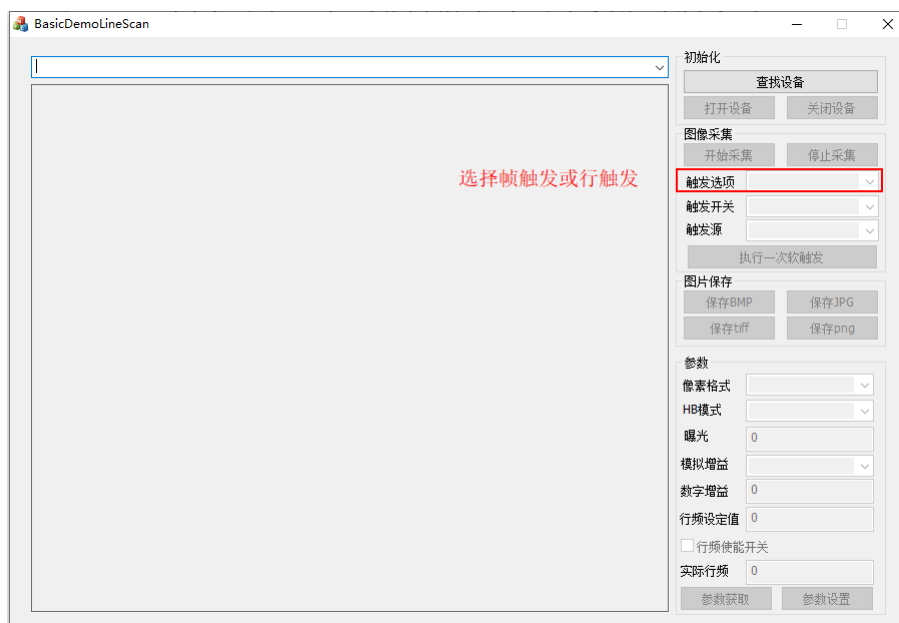 BasicDemoLineScan
初始化
查找设备
打开设备 关闭设备
图像采集
开始采集 停止采集
选择帧触发或行触发
触发选项
触发开关
触发源
执行一次软触发
图片保存
保存BMP 保存JPG
保存tiff 保存png
参数
像素格式
HB模式
曝光 0
模拟增益
数字增益 0
行频设定值 0
行频使能开关
实际行频 0
参数获取 参数设置